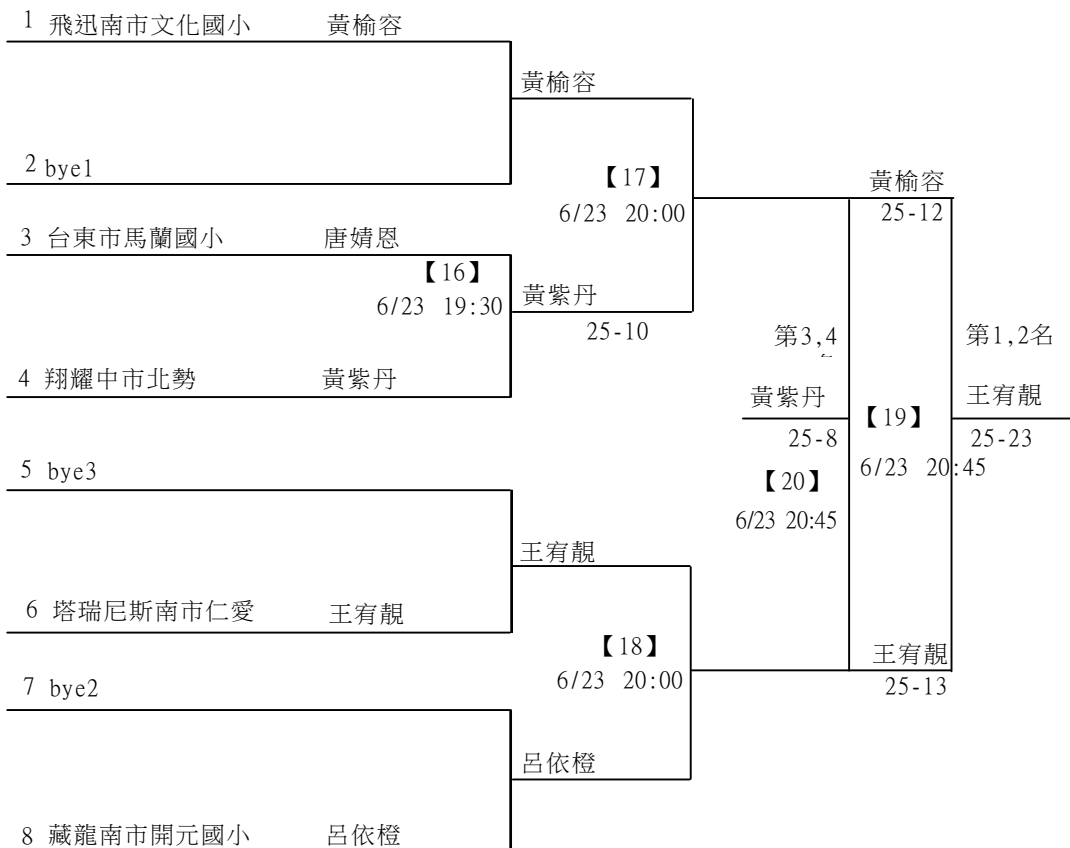 1 飛迅南市文化國小 黃榆容
黃榆容
2 bye1
【17】
6/23 20:00
黃榆容
25-12
3 台東市馬蘭國小 唐婧恩
【16】
6/23 19:30
黃紫丹
25-10
4 翔耀中市北勢 黃紫丹
第3,4
第1,2名
黃紫丹
25-8
【19】
6/23 20:45
王宥靚
25-23
【20】
6/23 20:45
5 bye3
王宥靚
6 塔瑞尼斯南市仁愛 王宥靚
【18】
6/23 20:00
王宥靚
25-13
7 bye2
呂依橙
8 藏龍南市開元國小 呂依橙